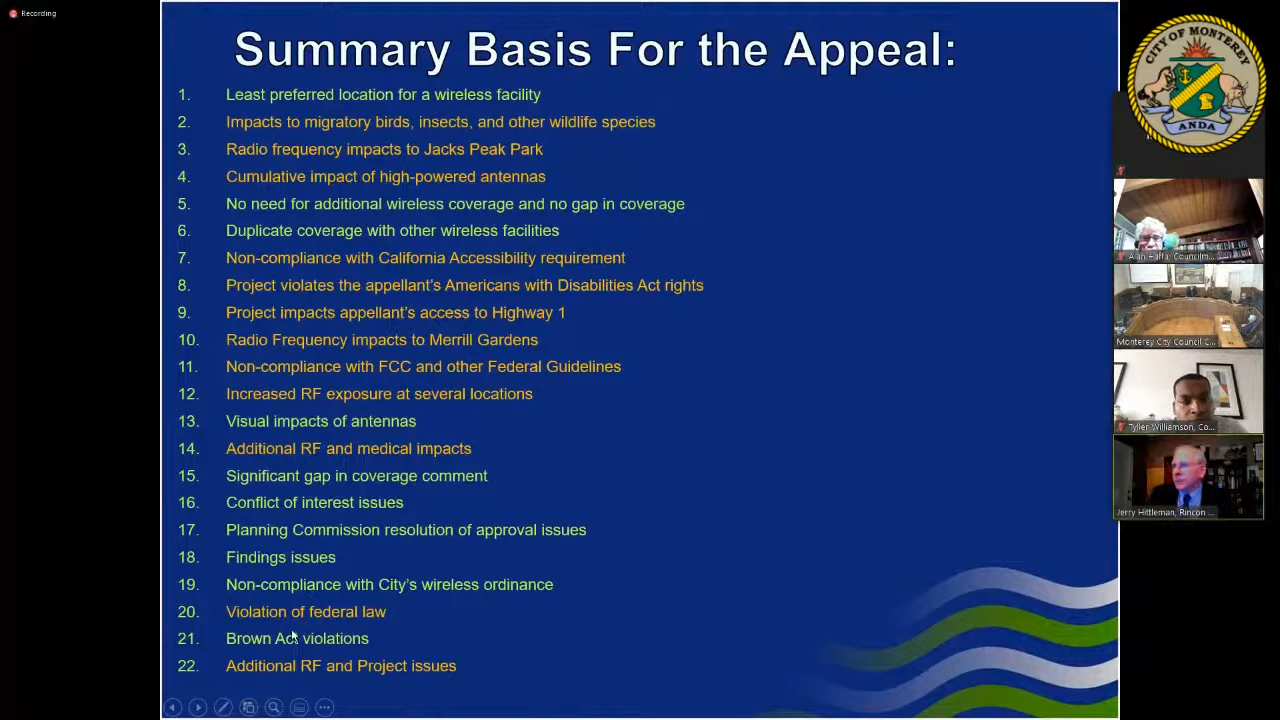 Recording
Summary Basis For the Appeal:
1. Least preferred location for a wireless facility
2. Impacts to migratory birds, insects, and other wildlife species
3. Radio frequency impacts to Jacks Peak Park
4. Cumulative impact of high-powered antennas
5. No need for additional wireless coverage and no gap in coverage
6. Duplicate coverage with other wireless facilities
7. Non-compliance with California Accessibility requirement
8. Project violates the appellant's Americans with Disabilities Act rights
9. Project impacts appellant's access to Highway 1
10. Radio Frequency impacts to Merrill Gardens
11. Non-compliance with FCC and other Federal Guidelines
12. Increased RF exposure at several locations
13. Visual impacts of antennas
14. Additional RF and medical impacts
15. Significant gap in coverage comment
16. Conflict of interest issues
17. Planning Commission resolution of approval issues
18. Findings issues
19. Non-compliance with City's wireless ordinance
20. Violation of federal law
21. Brown Act violations
22. Additional RF and Project issues
CITY OF MONTEREY
ANDA
Alan Haffa, Councilm...
Monterey City Council C...
Tyller Williamson, Co...
Jerry Hittleman, Rincon ...